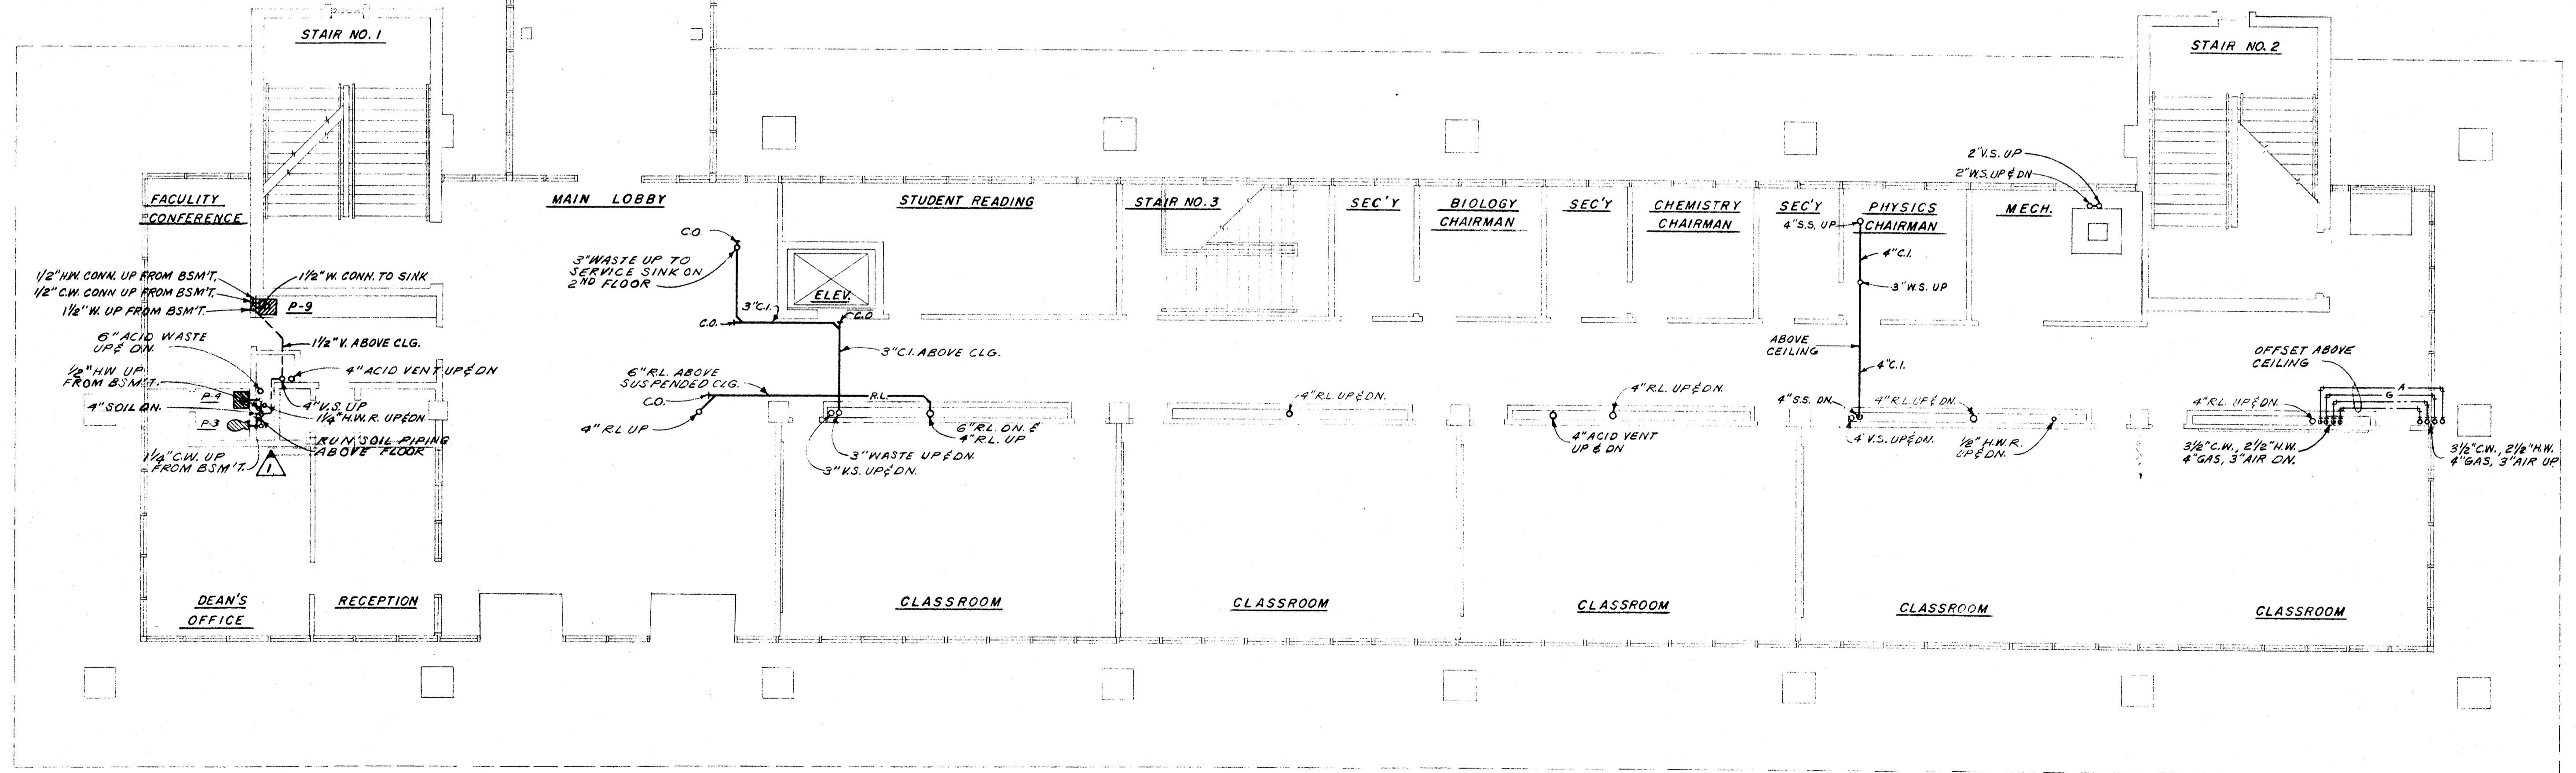 STAIR NO. 1
STAIR NO. 2
2" V.S. UP
2" W.S. UP & DN
FACULITY
CONFERENCE
MAIN LOBBY
STUDENT READING
STAIR NO. 3
SEC'Y
BIOLOGY
CHAIRMAN
SEC'Y
CHEMISTRY
CHAIRMAN
SEC'Y
PHYSICS
CHAIRMAN
MECH.
4" S.S. UP
C.O.
3" WASTE UP TO
SERVICE SINK ON
2ND FLOOR
4" C.I.
3" W.S. UP
1/2" H.W. CONN. UP FROM BSM'T.
1/2" C.W. CONN UP FROM BSM'T.
1 1/2" W. UP FROM BSM'T.
1 1/2" W. CONN. TO SINK
P-9
ELEV.
3" C.I.
C.O.
C.O.
6" ACID WASTE
UP & DN.
1 1/2" V. ABOVE CLG.
3" C.I. ABOVE CLG.
ABOVE
CEILING
OFFSET ABOVE
CEILING
1/2" H.W. UP
FROM BSM'T.
4" ACID VENT UP & DN
6" R.L. ABOVE
SUSPENDED CLG.
4" C.I.
P-4
4" SOIL DN.
4" V.S. UP
1 1/4" H.W.R. UP & DN
C.O.
R.L.
4" R.L. UP & DN.
4" R.L. UP & DN.
4" S.S. DN.
4" R.L. UP & DN.
4" R.L. UP & DN.
A
G
P-3
RUN SOIL PIPING
ABOVE FLOOR
4" R.L UP
6" R.L. DN. &
4" R.L. UP
4" ACID VENT
UP & DN
4" V.S. UP & DN.
1/2" H.W.R.
UP & DN.
3 1/2" C.W., 2 1/2" H.W.
4" GAS, 3" AIR DN.
3 1/2" C.W., 2 1/2" H.W.
4" GAS, 3" AIR UP
1 1/4" C.W. UP
FROM BSM'T.
1
3" WASTE UP & DN.
3" V.S. UP & DN.
DEAN'S
OFFICE
RECEPTION
CLASSROOM
CLASSROOM
CLASSROOM
CLASSROOM
CLASSROOM